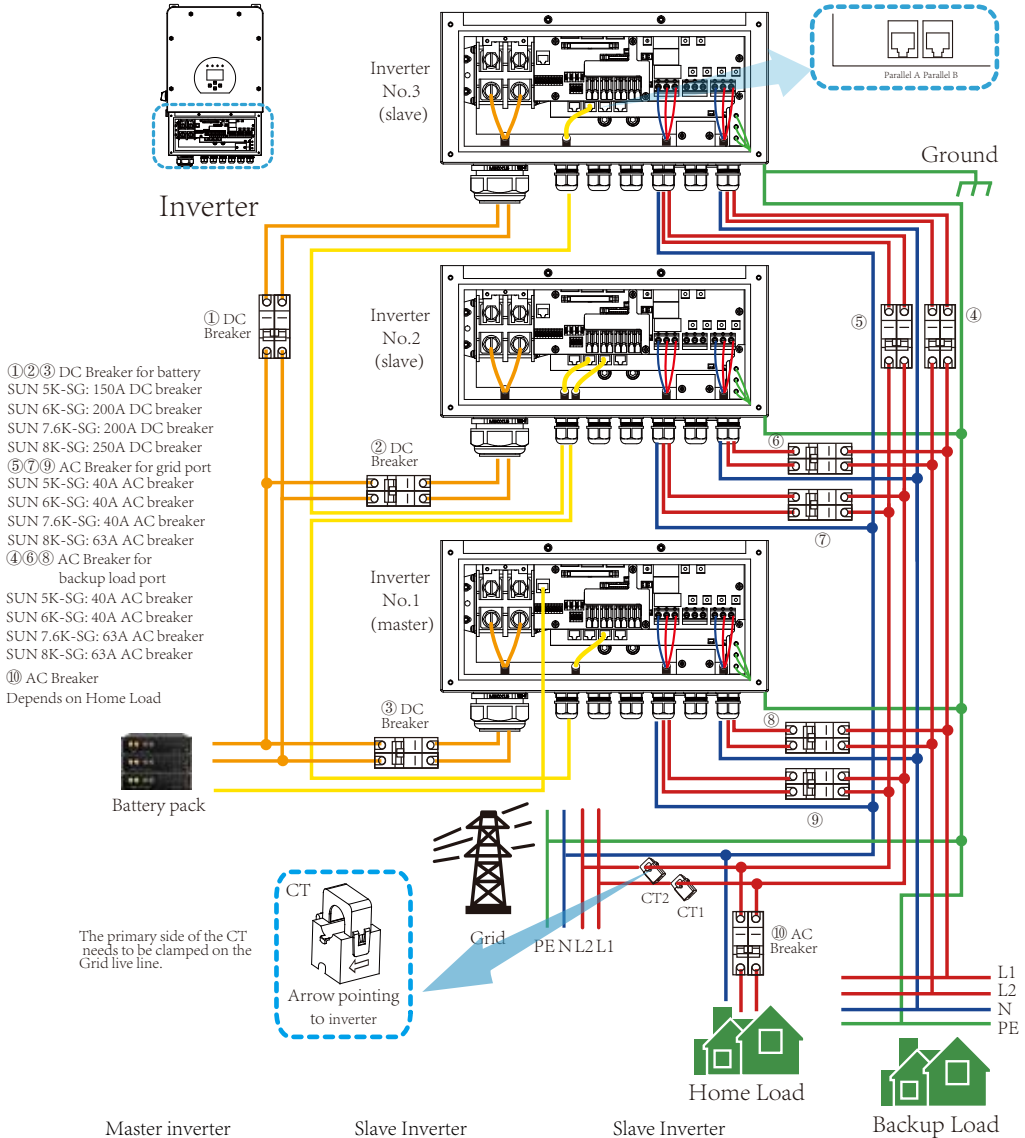 Inverter
No.3
(slave)
Parallel A Parallel B
Ground
Inverter
① DC
Breaker
Inverter
No.2
(slave)
⑤
④
①②③ DC Breaker for battery
SUN 5K-SG: 150A DC breaker
SUN 6K-SG: 200A DC breaker
SUN 7.6K-SG: 200A DC breaker
SUN 8K-SG: 250A DC breaker
⑤⑦⑨ AC Breaker for grid port
SUN 5K-SG: 40A AC breaker
SUN 6K-SG: 40A AC breaker
SUN 7.6K-SG: 40A AC breaker
SUN 8K-SG: 63A AC breaker
④⑥⑧ AC Breaker for
backup load port
SUN 5K-SG: 40A AC breaker
SUN 6K-SG: 40A AC breaker
SUN 7.6K-SG: 63A AC breaker
SUN 8K-SG: 63A AC breaker
⑩ AC Breaker
Depends on Home Load
② DC
Breaker
⑥
⑦
Inverter
No.1
(master)
③ DC
Breaker
⑧
⑨
Battery pack
CT
The primary side of the CT
needs to be clamped on the
Grid live line.
Arrow pointing
to inverter
Grid
PE N L2 L1
CT2
CT1
⑩ AC
Breaker
L1
L2
N
PE
Home Load
Backup Load
Master inverter
Slave Inverter
Slave Inverter